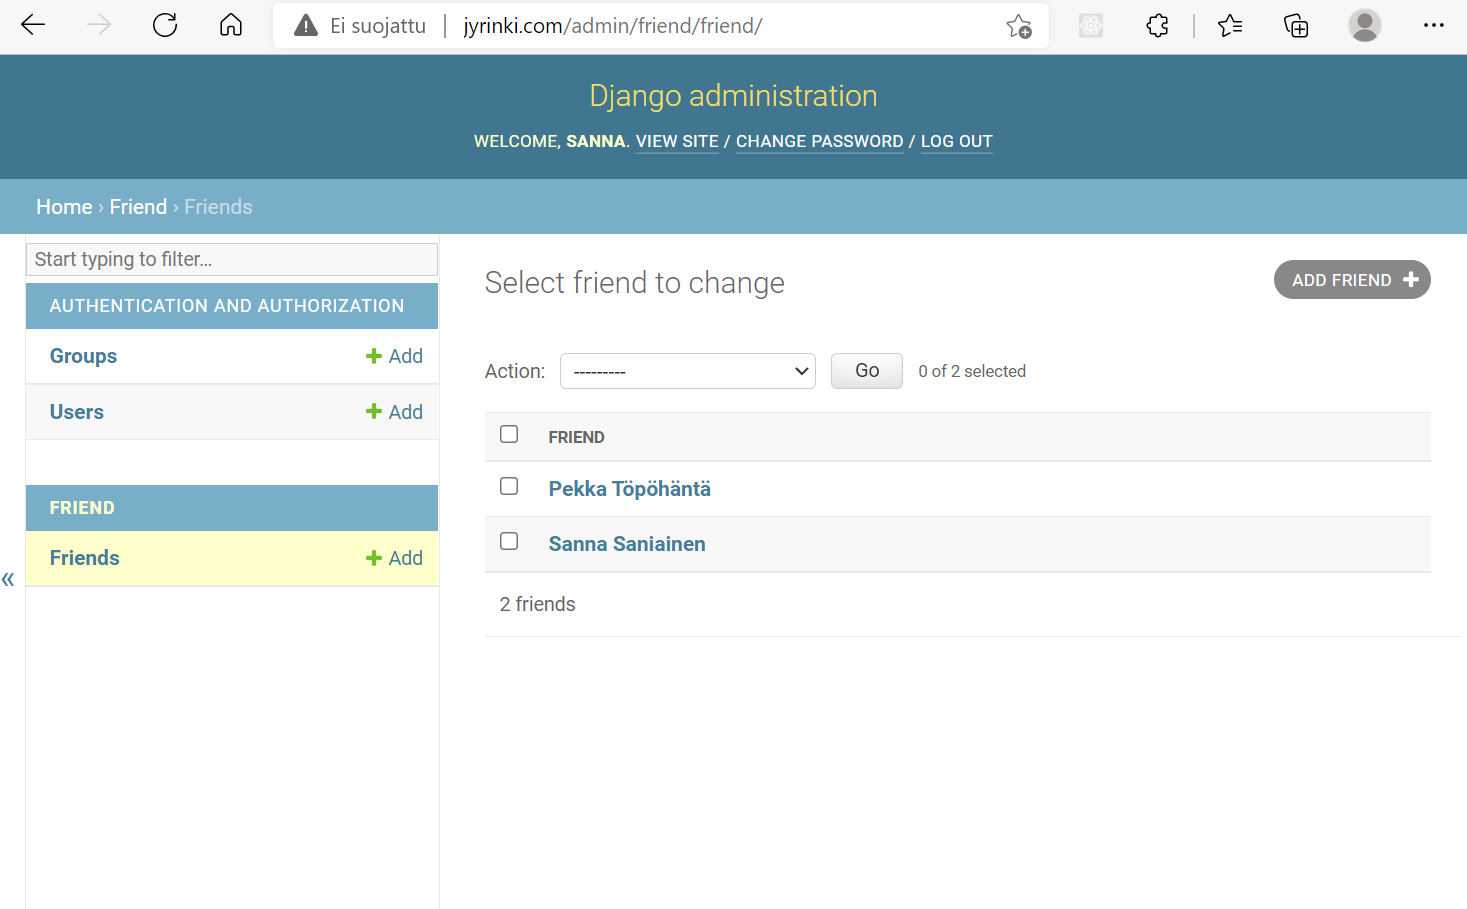 Ei suojattu jyrinki.com/admin/friend/friend/
Django administration
WELCOME, SANNA. VIEW SITE / CHANGE PASSWORD / LOG OUT
Home › Friend › Friends
Start typing to filter...
AUTHENTICATION AND AUTHORIZATION
Groups Add
Users Add
FRIEND
Friends Add
«
Select friend to change
ADD FRIEND
Action: --------- Go 0 of 2 selected
FRIEND
Pekka Töpöhäntä
Sanna Saniainen
2 friends